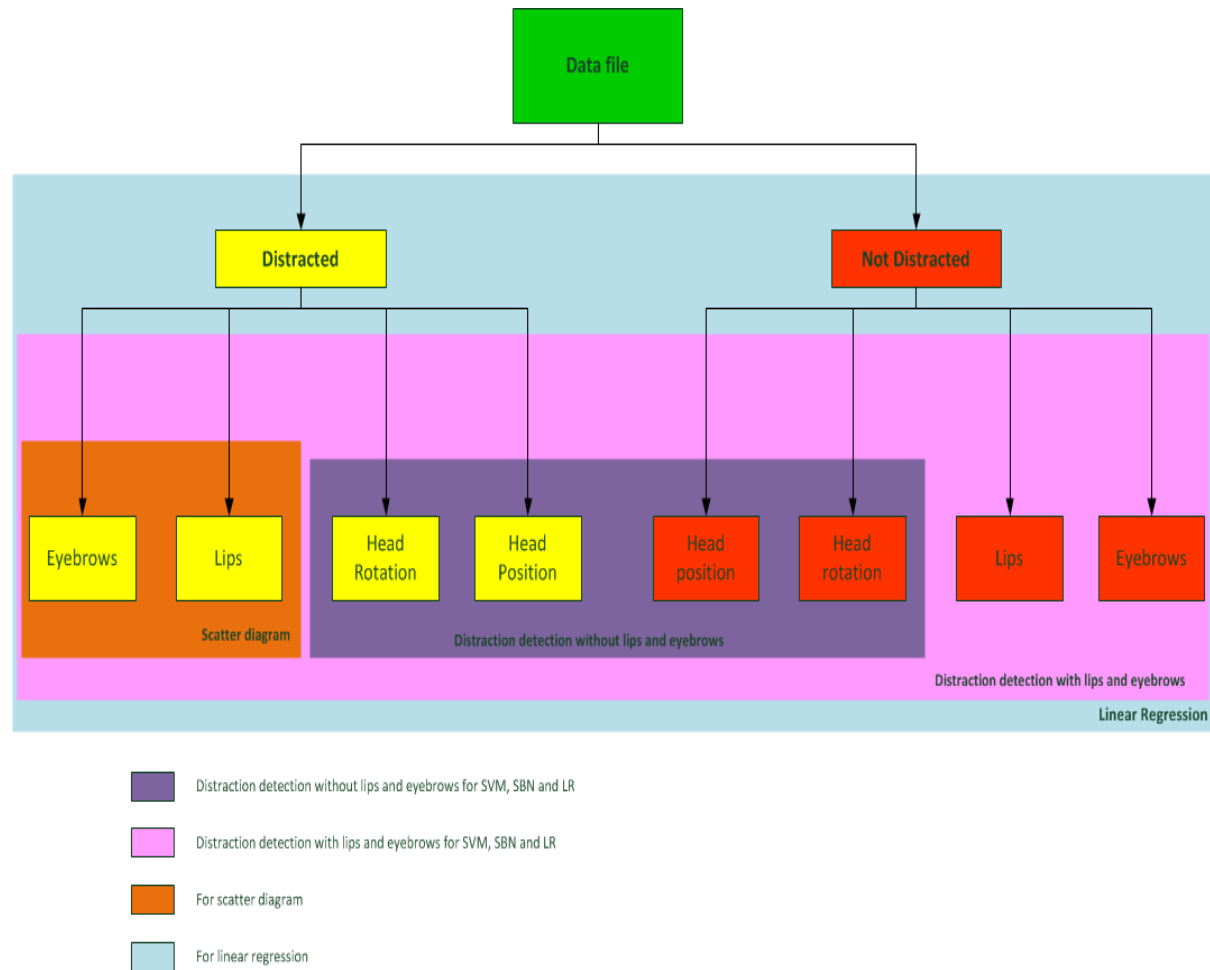 Data file
Distracted
Not Distracted
Eyebrows
Lips
Head
Rotation
Head
Position
Head
position
Head
rotation
Lips
Eyebrows
Scatter diagram
Distraction detection without lips and eyebrows
Distraction detection with lips and eyebrows
Linear Regression
Distraction detection without lips and eyebrows for SVM, SBN and LR
Distraction detection with lips and eyebrows for SVM, SBN and LR
For scatter diagram
For linear regression